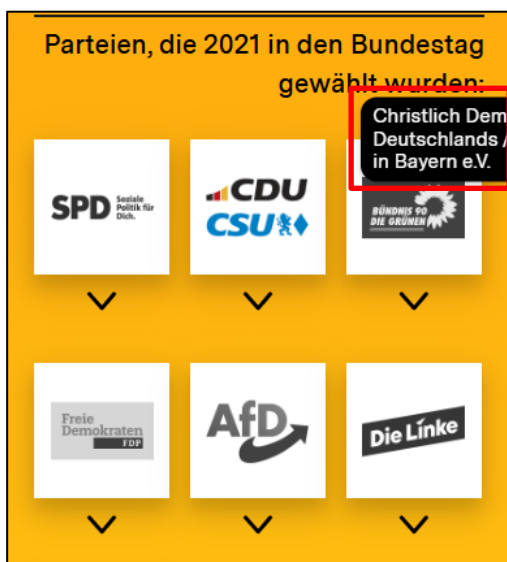 Parteien, die 2021 in den Bundestag
gewählt wurden:
Christlich Dem
Deutschlands /
in Bayern e.V.
SPD Soziale
Politik für
Dich.
CDU
CSU
BÜNDNIS 90
DIE GRÜNEN
Freie
Demokraten
FDP
AfD
Die Linke